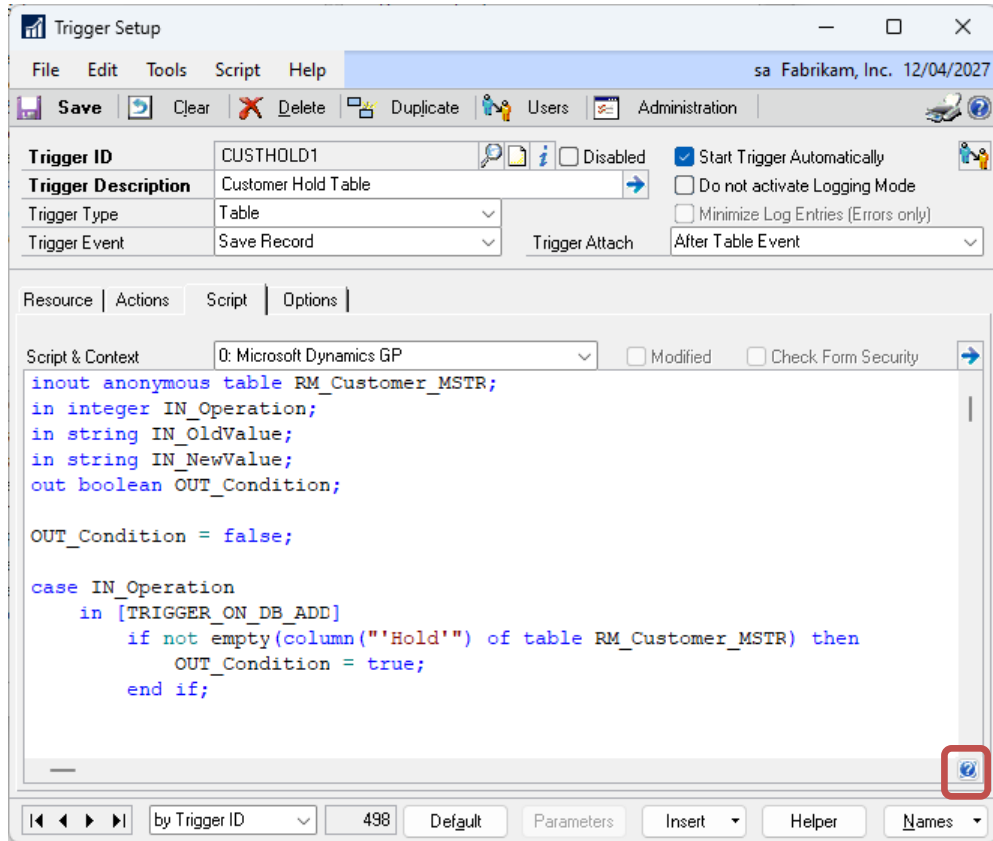 Trigger Setup
File Edit Tools Script Help sa Fabrikam, Inc. 12/04/2027
Save Clear Delete Duplicate Users Administration
Trigger ID CUSTHOLD1 Disabled Start Trigger Automatically
Trigger Description Customer Hold Table Do not activate Logging Mode
Trigger Type Table Minimize Log Entries (Errors only)
Trigger Event Save Record Trigger Attach After Table Event
Resource Actions Script Options
Script & Context 0: Microsoft Dynamics GP Modified Check Form Security
inout anonymous table RM_Customer_MSTR;
in integer IN_Operation;
in string IN_OldValue;
in string IN_NewValue;
out boolean OUT_Condition;
OUT_Condition = false;
case IN_Operation
in [TRIGGER_ON_DB_ADD]
if not empty(column("'Hold'") of table RM_Customer_MSTR) then
OUT_Condition = true;
end if;
by Trigger ID 498 Default Parameters Insert Helper Names